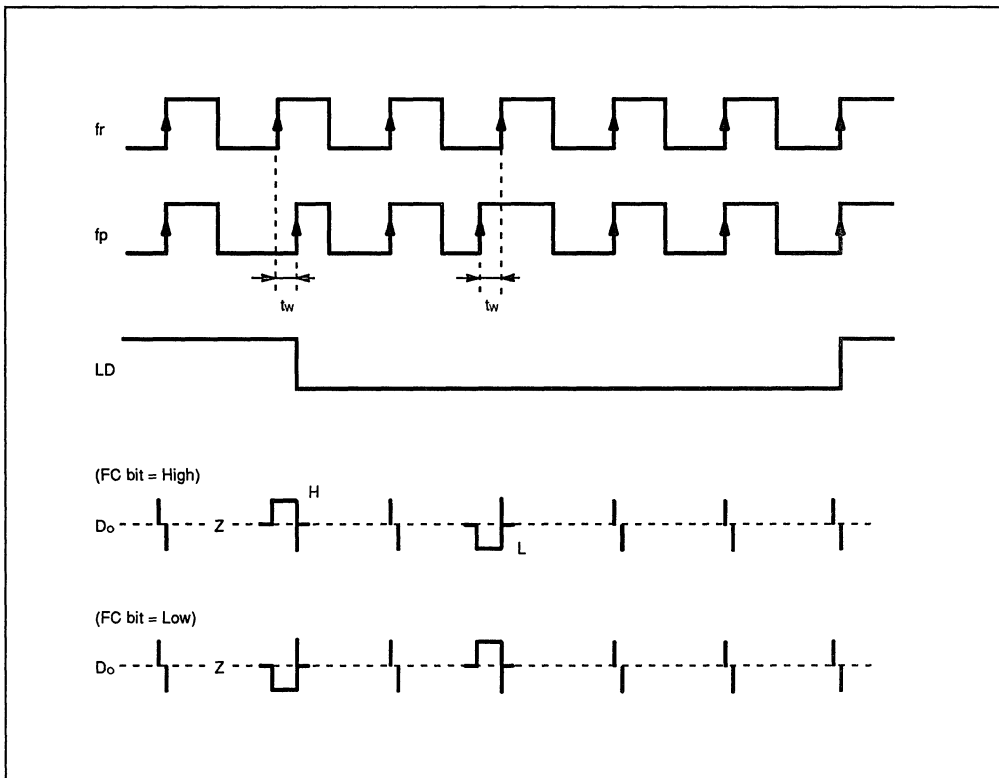 fr
fp
tw
tw
LD
(FC bit = High)
H
Do
Z
L
(FC bit = Low)
Do
Z